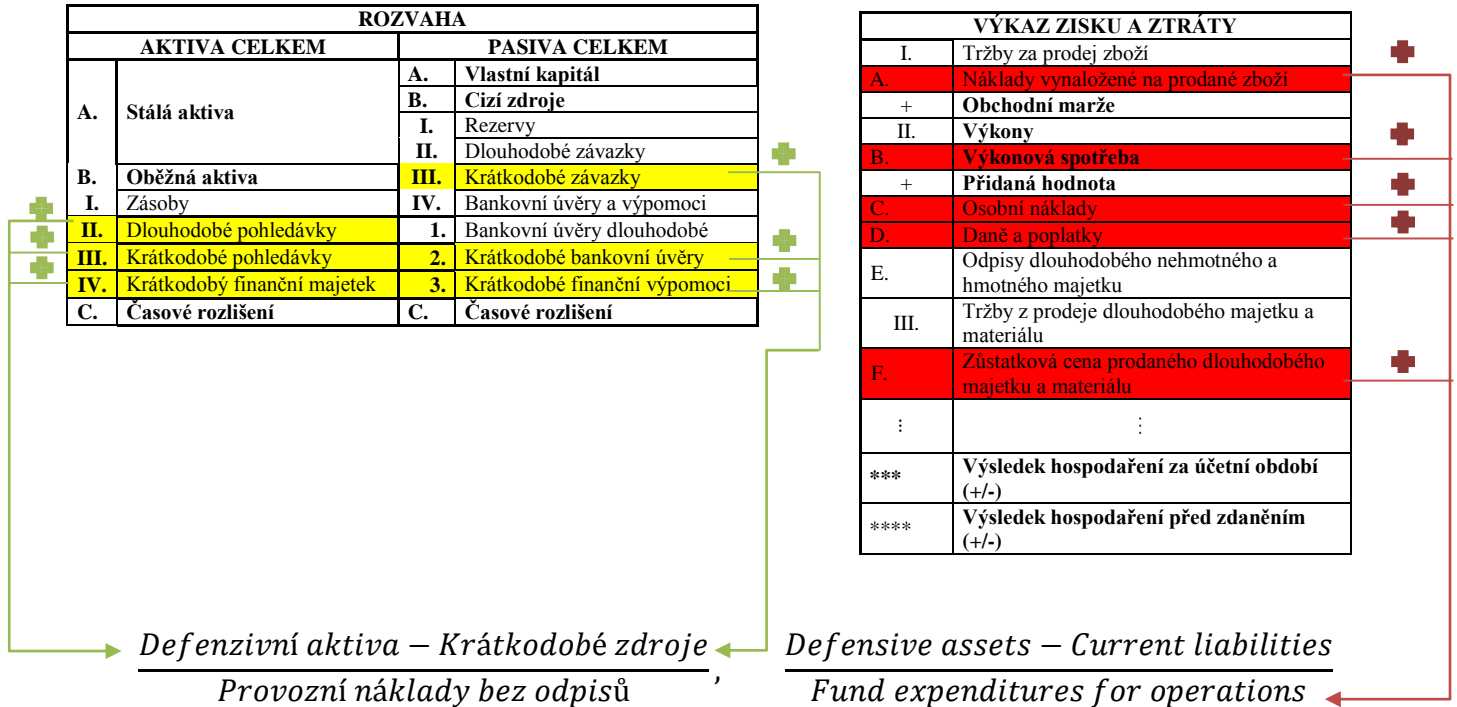 ROZVAHA
AKTIVA CELKEM PASIVA CELKEM
A. Stálá aktiva
A. Vlastní kapitál
B. Cizí zdroje
I. Rezervy
II. Dlouhodobé závazky
B. Oběžná aktiva III. Krátkodobé závazky
I. Zásoby IV. Bankovní úvěry a výpomoci
II. Dlouhodobé pohledávky 1. Bankovní úvěry dlouhodobé
III. Krátkodobé pohledávky 2. Krátkodobé bankovní úvěry
IV. Krátkodobý finanční majetek 3. Krátkodobé finanční výpomoci
C. Časové rozlišení C. Časové rozlišení
VÝKAZ ZISKU A ZTRÁTY
I. Tržby za prodej zboží
A. Náklady vynaložené na prodané zboží
+ Obchodní marže
II. Výkony
B. Výkonová spotřeba
+ Přidaná hodnota
C. Osobní náklady
D. Daně a poplatky
E. Odpisy dlouhodobého nehmotného a
hmotného majetku
III. Tržby z prodeje dlouhodobého majetku a
materiálu
F. Zůstatková cena prodaného dlouhodobého
majetku a materiálu
⋮ ⋮
*** Výsledek hospodaření za účetní období
(+/-)
**** Výsledek hospodaření před zdaněním
(+/-)
Defenzivní aktiva − Krátkodobé zdroje
Provozní náklady bez odpisů ,
Defensive assets − Current liabilities
Fund expenditures for operations